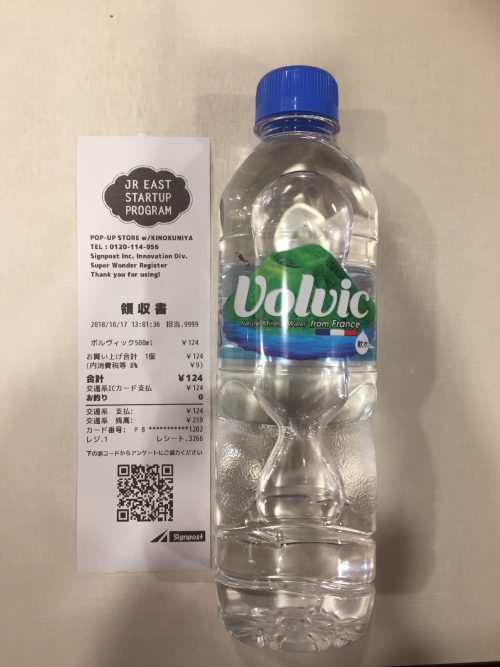 JR EAST
STARTUP
PROGRAM
POP-UP STORE w/KINOKUNIYA
TEL : 0120-114-956
Signpost Inc. Innovation Div.
Super Wonder Register
Thank you for using!
領収書
2018/10/17 13:01:36 担当.9999
ボルヴィック500ml ¥124
お買い上げ合計 1個 ¥124
(内消費税等 8% ¥9)
合計 ¥124
交通系ICカード支払 ¥124
お釣り 0
交通系 支払: ¥124
交通系 残高: ¥219
カード番号: P8 ***********1202
レジ.1 レシート.3266
下の二次元コードからアンケートにご協力ください
Signpost
Volvic
Natural Mineral Water from France
軟水